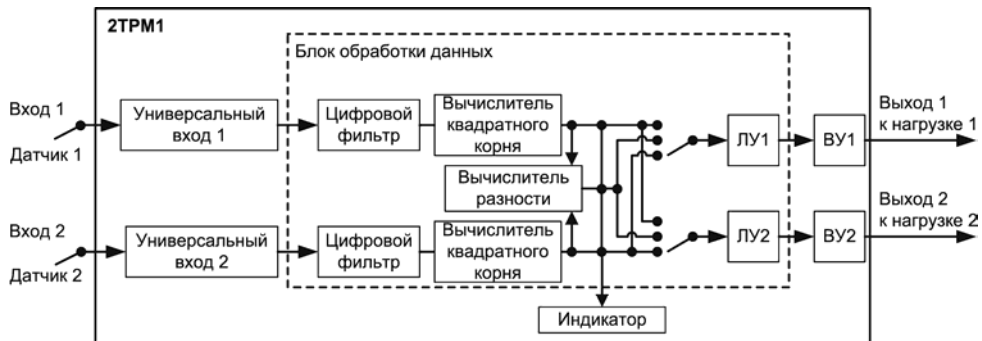 2ТРМ1
Блок обработки данных
Вход 1
Датчик 1
Универсальный
вход 1
Цифровой
фильтр
Вычислитель
квадратного
корня
ЛУ1
ВУ1
Выход 1
к нагрузке 1
Вычислитель
разности
Вход 2
Датчик 2
Универсальный
вход 2
Цифровой
фильтр
Вычислитель
квадратного
корня
ЛУ2
ВУ2
Выход 2
к нагрузке 2
Индикатор